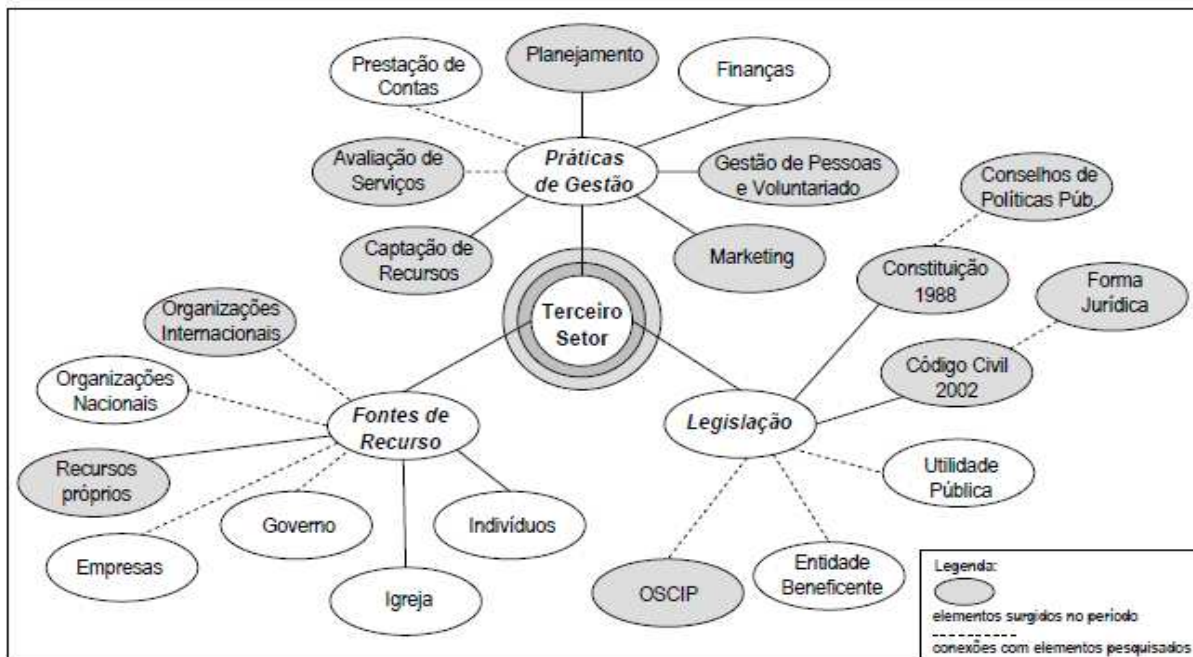 Planejamento
Prestação de
Contas
Finanças
Avaliação de
Serviços
Práticas
de Gestão
Gestão de Pessoas
e Voluntariado
Conselhos de
Políticas Púb.
Captação de
Recursos
Marketing
Constituição
1988
Forma
Jurídica
Organizações
Internacionais
Terceiro
Setor
Código Civil
2002
Organizações
Nacionais
Fontes de
Recurso
Legislação
Recursos
próprios
Utilidade
Pública
Governo
Indivíduos
Empresas
Igreja
OSCIP
Entidade
Beneficente
Legenda:
elementos surgidos no período
conexões com elementos pesquisados